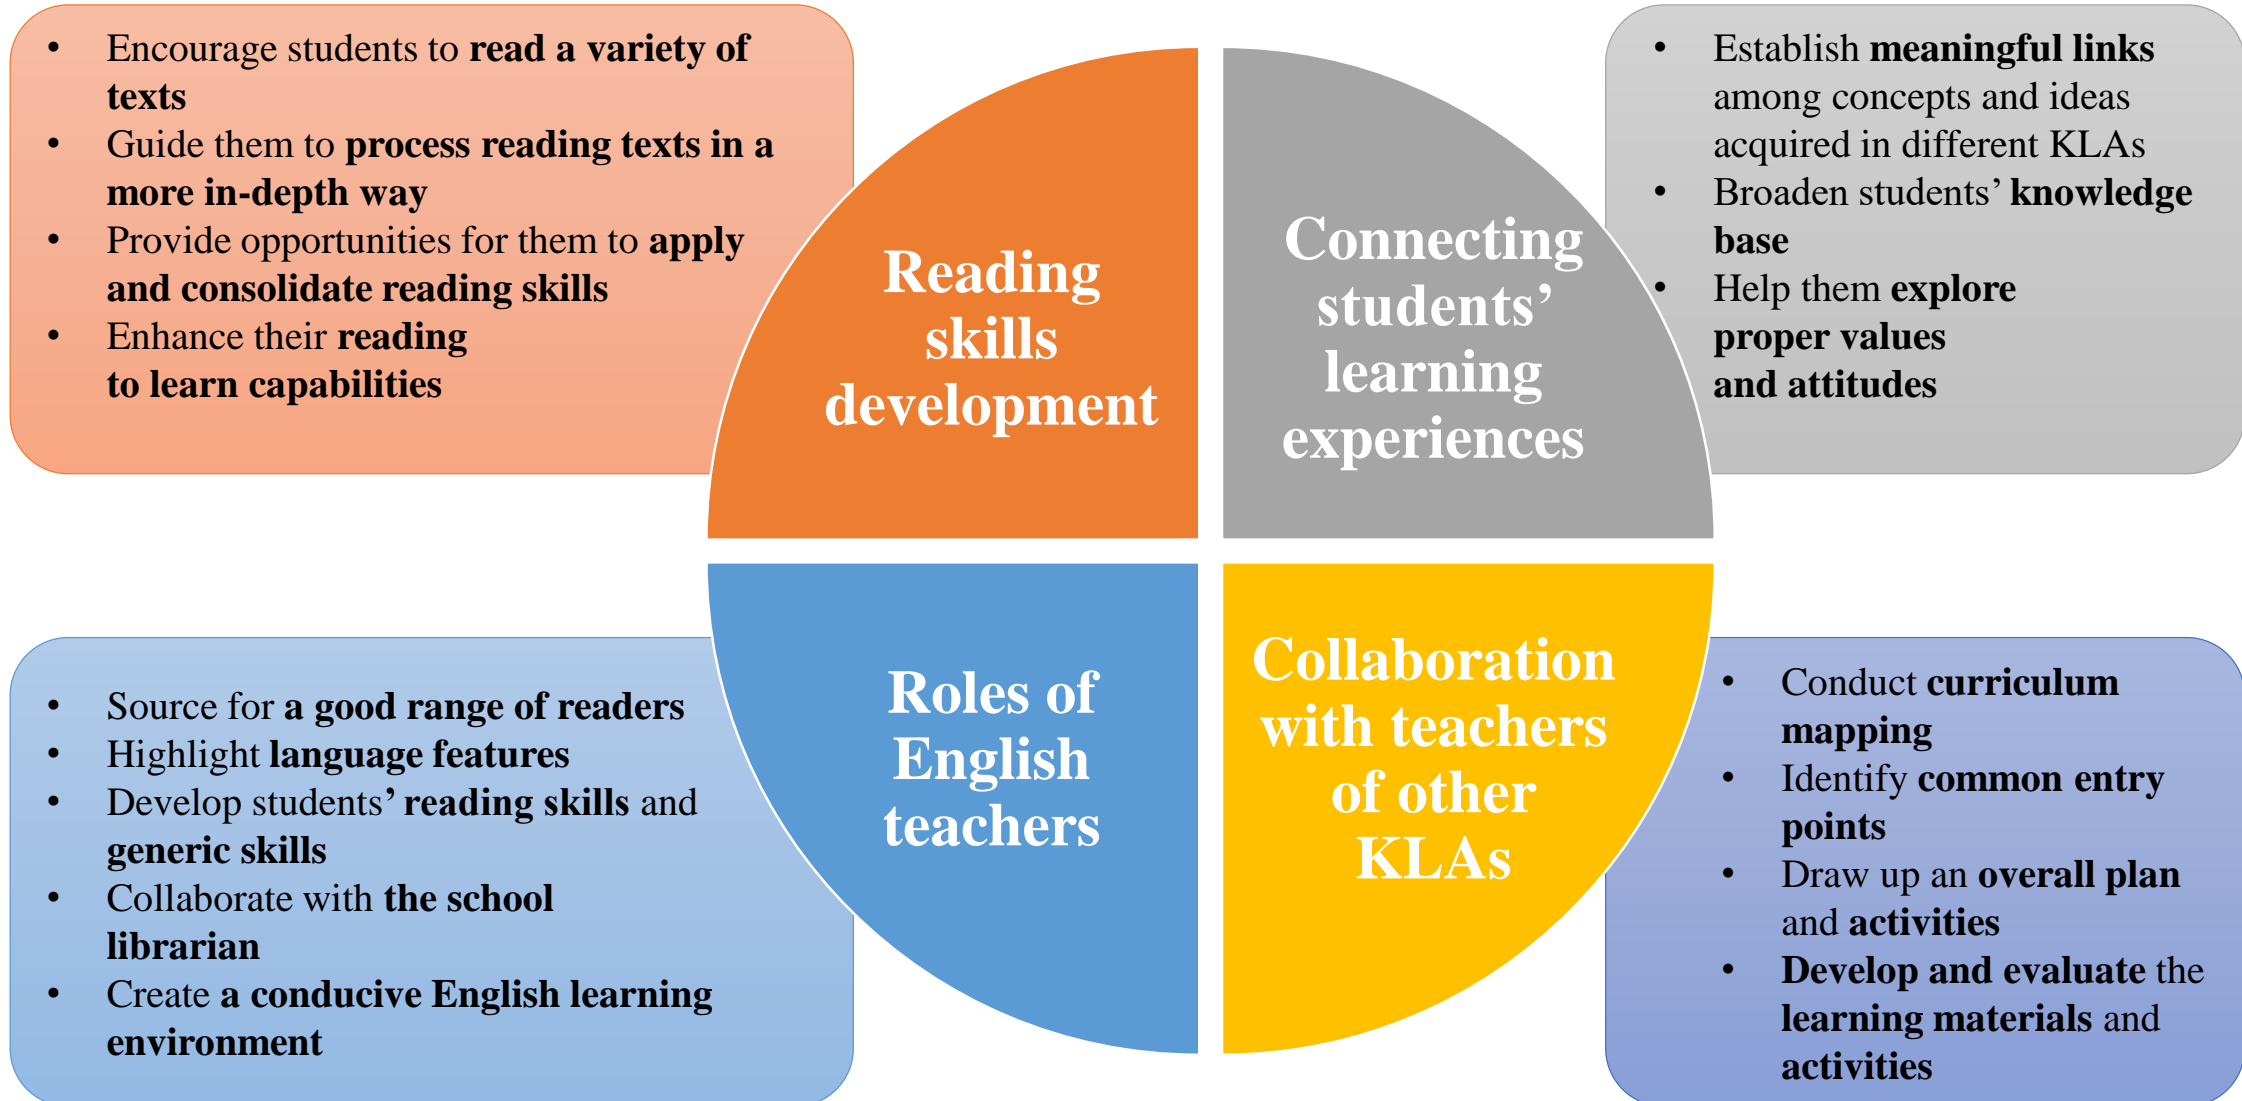 • Encourage students to read a variety of
texts
• Guide them to process reading texts in a
more in-depth way
• Provide opportunities for them to apply
and consolidate reading skills
• Enhance their reading
to learn capabilities
Reading
skills
development
Connecting
students’
learning
experiences
• Establish meaningful links
among concepts and ideas
acquired in different KLAs
• Broaden students’ knowledge
base
• Help them explore
proper values
and attitudes
• Source for a good range of readers
• Highlight language features
• Develop students’ reading skills and
generic skills
• Collaborate with the school
librarian
• Create a conducive English learning
environment
Roles of
English
teachers
Collaboration
with teachers
of other
KLAs
• Conduct curriculum
mapping
• Identify common entry
points
• Draw up an overall plan
and activities
• Develop and evaluate the
learning materials and
activities